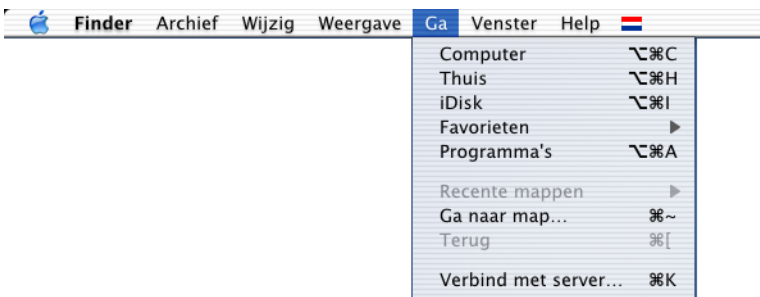 Finder Archief Wijzig Weergave Ga Venster Help
Computer ⌥⌘C
Thuis ⌥⌘H
iDisk ⌥⌘I
Favorieten
Programma's ⌥⌘A
Recente mappen
Ga naar map... ⌘~
Terug ⌘[
Verbind met server... ⌘K